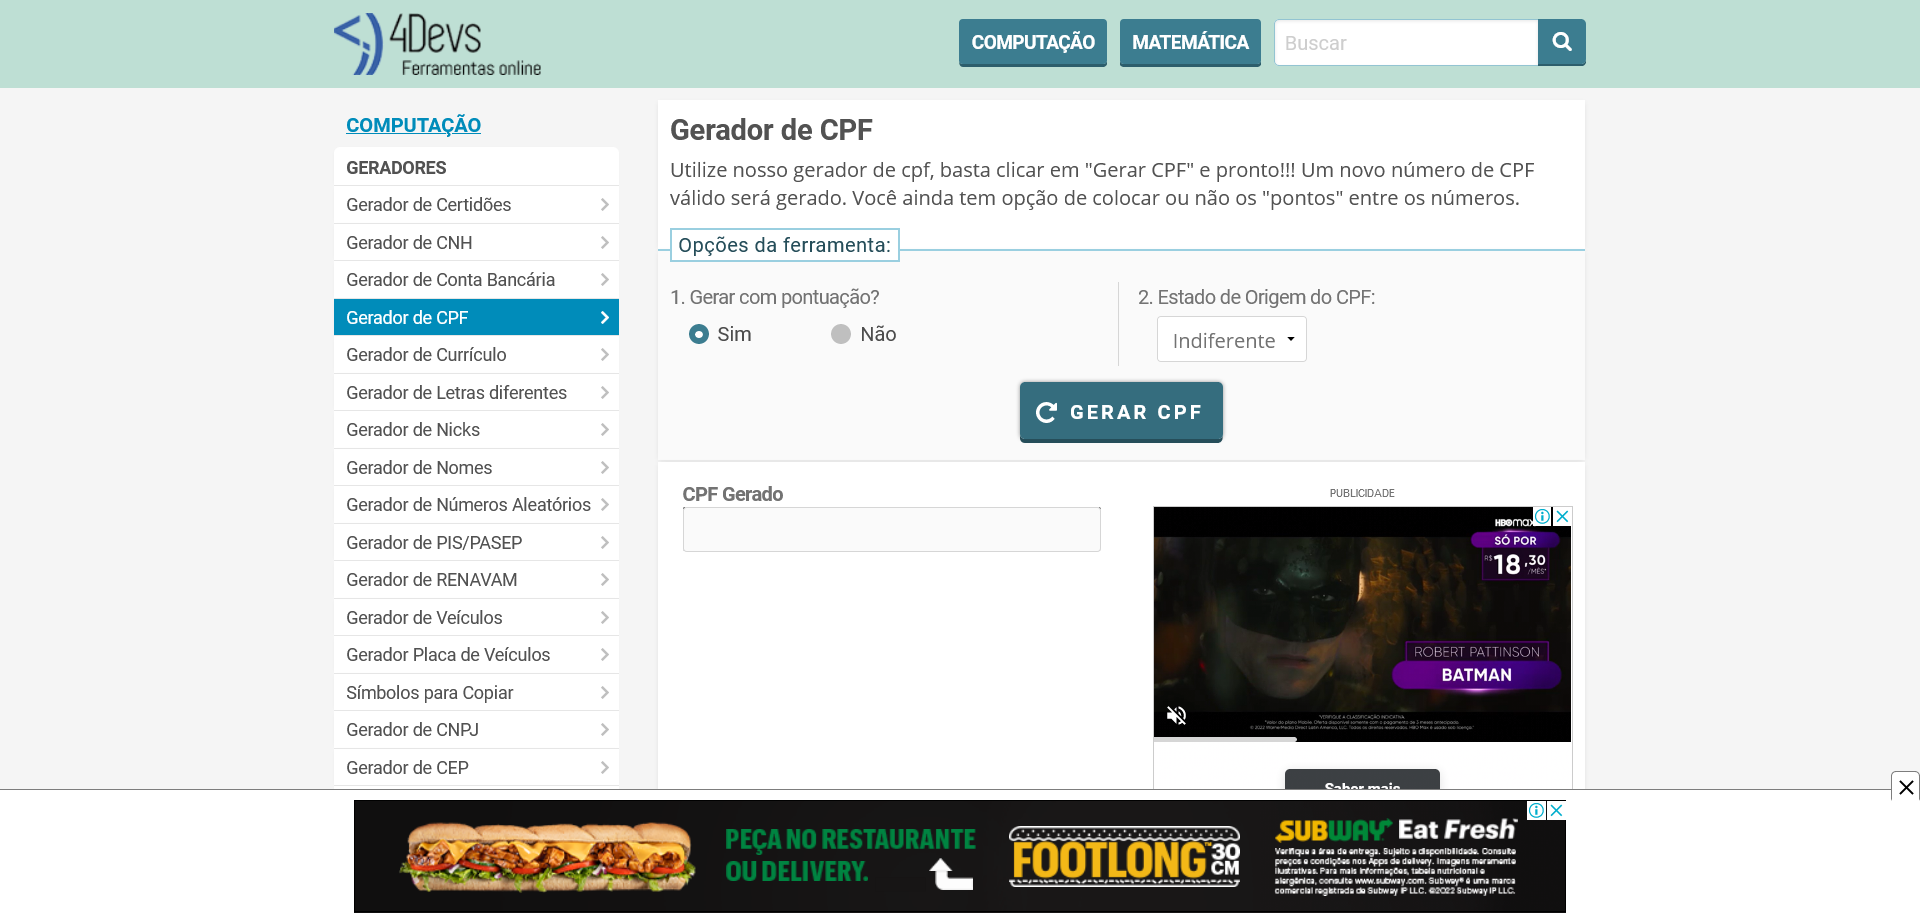 4Devs
Ferramentas online
COMPUTAÇÃO
MATEMÁTICA
Buscar
COMPUTAÇÃO
GERADORES
Gerador de Certidões
Gerador de CNH
Gerador de Conta Bancária
Gerador de CPF
Gerador de Currículo
Gerador de Letras diferentes
Gerador de Nicks
Gerador de Nomes
Gerador de Números Aleatórios
Gerador de PIS/PASEP
Gerador de RENAVAM
Gerador de Veículos
Gerador Placa de Veículos
Símbolos para Copiar
Gerador de CNPJ
Gerador de CEP
Gerador de CPF
Utilize nosso gerador de cpf, basta clicar em "Gerar CPF" e pronto!!! Um novo número de CPF
válido será gerado. Você ainda tem opção de colocar ou não os "pontos" entre os números.
Opções da ferramenta:
1. Gerar com pontuação?
Sim
Não
2. Estado de Origem do CPF:
Indiferente
GERAR CPF
CPF Gerado
PUBLICIDADE
HBOmax
SÓ POR
R$18,30
/MÊS*
ROBERT PATTINSON
BATMAN
Saber mais
PEÇA NO RESTAURANTE
OU DELIVERY.
FOOTLONG™ 30
CM
SUBWAY Eat Fresh
Verifique a área de entrega. Sujeito a disponibilidade. Consulte
preços e condições nos Apps de delivery. Imagens meramente
ilustrativas. Para mais informações, tabela nutricional e
alergênica, consulte www.subway.com. Subway® é uma marca
comercial registrada de Subway IP LLC. ©2022 Subway IP LLC.